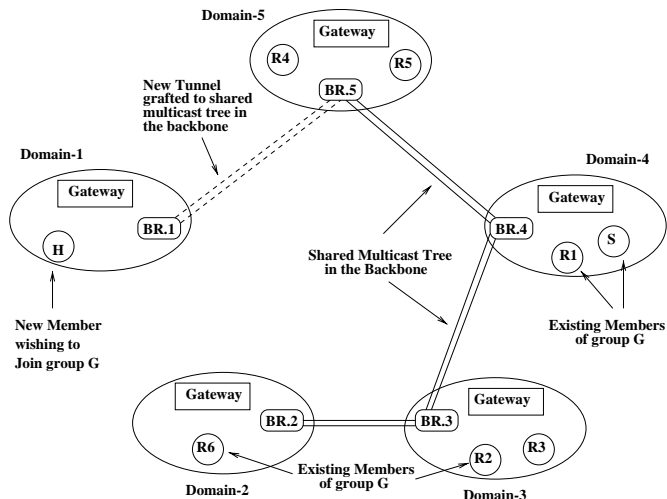 Domain-5
Gateway
R4
R5
BR.5
New Tunnel
grafted to shared
multicast tree in
the backbone
Domain-1
Gateway
BR.1
H
New Member
wishing to
Join group G
Domain-4
Gateway
BR.4
R1
S
Shared Multicast Tree
in the Backbone
Existing Members
of group G
Gateway
BR.2
R6
Domain-2
Gateway
BR.3
R2
R3
Existing Members
of group G
Domain-3